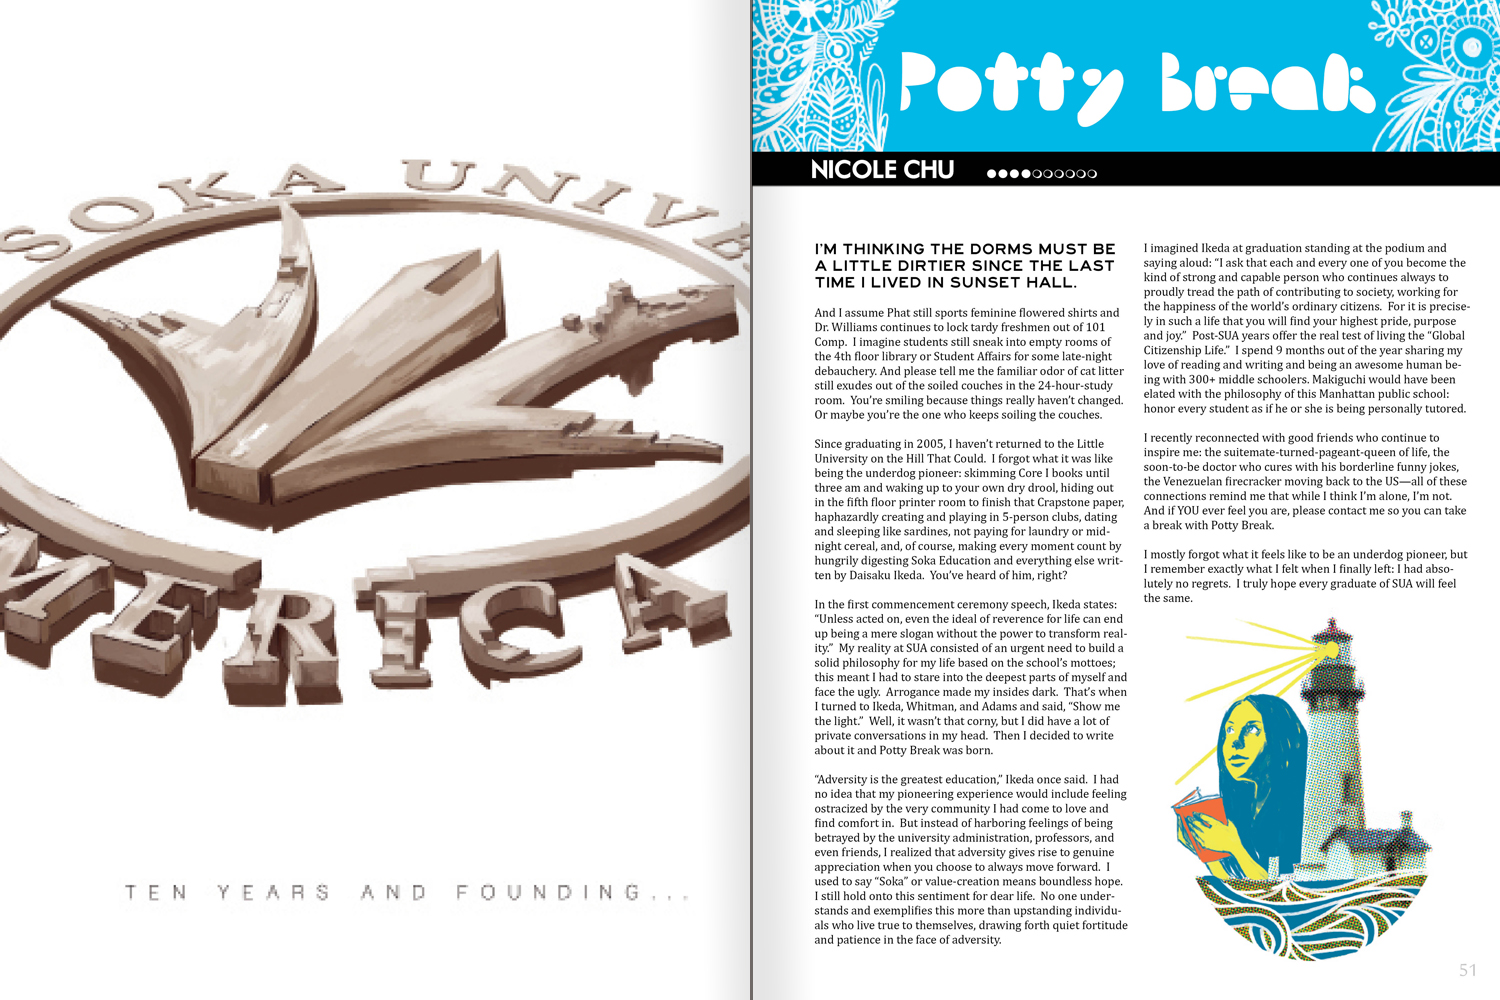 SOKA UNIVE
MERICA
TEN YEARS AND FOUNDING...
Potty Break
NICOLE CHU
I'M THINKING THE DORMS MUST BE
A LITTLE DIRTIER SINCE THE LAST
TIME I LIVED IN SUNSET HALL.
And I assume Phat still sports feminine flowered shirts and
Dr. Williams continues to lock tardy freshmen out of 101
Comp.  I imagine students still sneak into empty rooms of
the 4th floor library or Student Affairs for some late-night
debauchery. And please tell me the familiar odor of cat litter
still exudes out of the soiled couches in the 24-hour-study
room.  You're smiling because things really haven't changed.
Or maybe you're the one who keeps soiling the couches.
Since graduating in 2005, I haven't returned to the Little
University on the Hill That Could.  I forgot what it was like
being the underdog pioneer: skimming Core I books until
three am and waking up to your own dry drool, hiding out
in the fifth floor printer room to finish that Crapstone paper,
haphazardly creating and playing in 5-person clubs, dating
and sleeping like sardines, not paying for laundry or mid-
night cereal, and, of course, making every moment count by
hungrily digesting Soka Education and everything else writ-
ten by Daisaku Ikeda.  You've heard of him, right?
In the first commencement ceremony speech, Ikeda states:
"Unless acted on, even the ideal of reverence for life can end
up being a mere slogan without the power to transform real-
ity."  My reality at SUA consisted of an urgent need to build a
solid philosophy for my life based on the school's mottoes;
this meant I had to stare into the deepest parts of myself and
face the ugly.  Arrogance made my insides dark.  That's when
I turned to Ikeda, Whitman, and Adams and said, "Show me
the light."  Well, it wasn't that corny, but I did have a lot of
private conversations in my head.  Then I decided to write
about it and Potty Break was born.
"Adversity is the greatest education," Ikeda once said.  I had
no idea that my pioneering experience would include feeling
ostracized by the very community I had come to love and
find comfort in.  But instead of harboring feelings of being
betrayed by the university administration, professors, and
even friends, I realized that adversity gives rise to genuine
appreciation when you choose to always move forward.  I
used to say "Soka" or value-creation means boundless hope.
I still hold onto this sentiment for dear life.  No one under-
stands and exemplifies this more than upstanding individu-
als who live true to themselves, drawing forth quiet fortitude
and patience in the face of adversity.
I imagined Ikeda at graduation standing at the podium and
saying aloud: "I ask that each and every one of you become the
kind of strong and capable person who continues always to
proudly tread the path of contributing to society, working for
the happiness of the world's ordinary citizens.  For it is precise-
ly in such a life that you will find your highest pride, purpose
and joy."  Post-SUA years offer the real test of living the "Global
Citizenship Life."  I spend 9 months out of the year sharing my
love of reading and writing and being an awesome human be-
ing with 300+ middle schoolers. Makiguchi would have been
elated with the philosophy of this Manhattan public school:
honor every student as if he or she is being personally tutored.
I recently reconnected with good friends who continue to
inspire me: the suitemate-turned-pageant-queen of life, the
soon-to-be doctor who cures with his borderline funny jokes,
the Venezuelan firecracker moving back to the US—all of these
connections remind me that while I think I'm alone, I'm not.
And if YOU ever feel you are, please contact me so you can take
a break with Potty Break.
I mostly forgot what it feels like to be an underdog pioneer, but
I remember exactly what I felt when I finally left: I had abso-
lutely no regrets.  I truly hope every graduate of SUA will feel
the same.
51